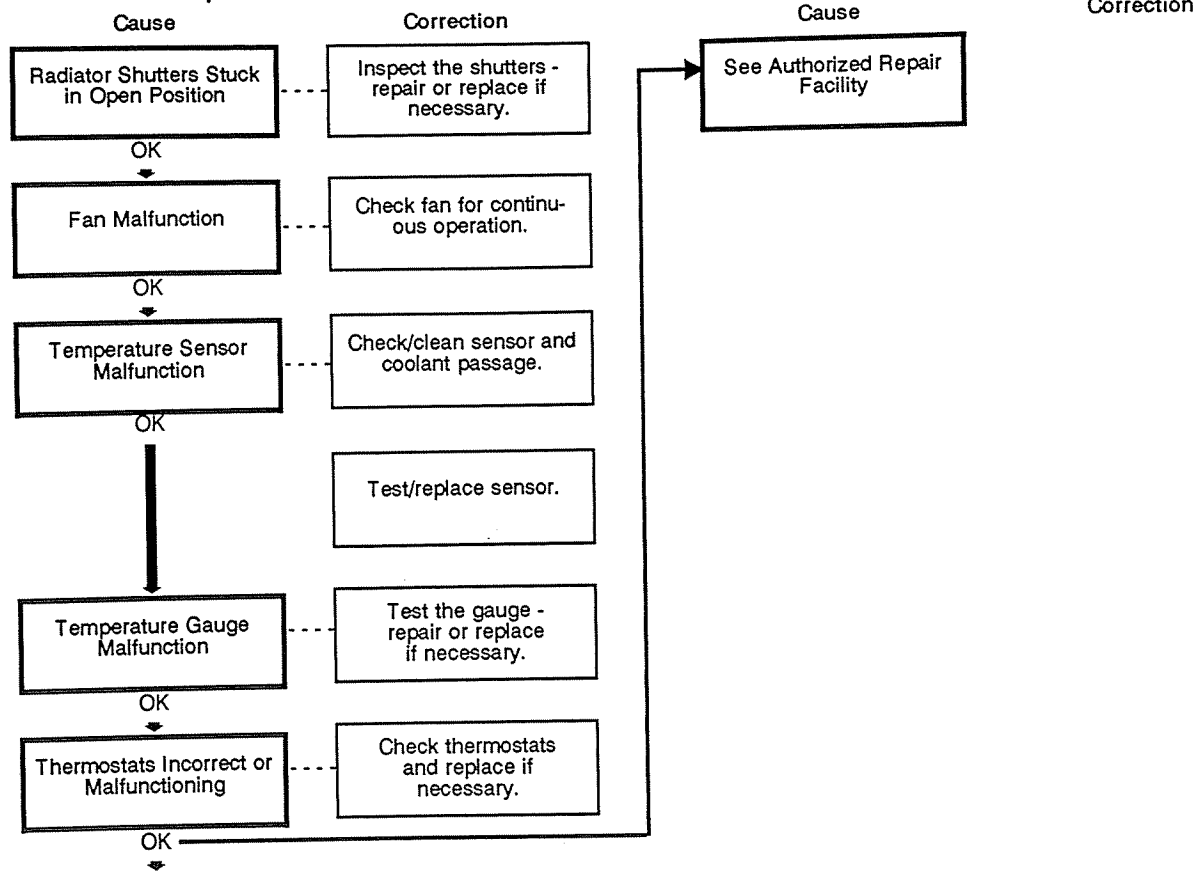 Cause
Correction
Radiator Shutters Stuck
in Open Position
Inspect the shutters -
repair or replace if
necessary.
OK
Fan Malfunction
Check fan for continu-
ous operation.
OK
Temperature Sensor
Malfunction
Check/clean sensor and
coolant passage.
OK
Test/replace sensor.
Temperature Gauge
Malfunction
Test the gauge -
repair or replace
if necessary.
OK
Thermostats Incorrect or
Malfunctioning
Check thermostats
and replace if
necessary.
OK
Cause
Correction
See Authorized Repair
Facility